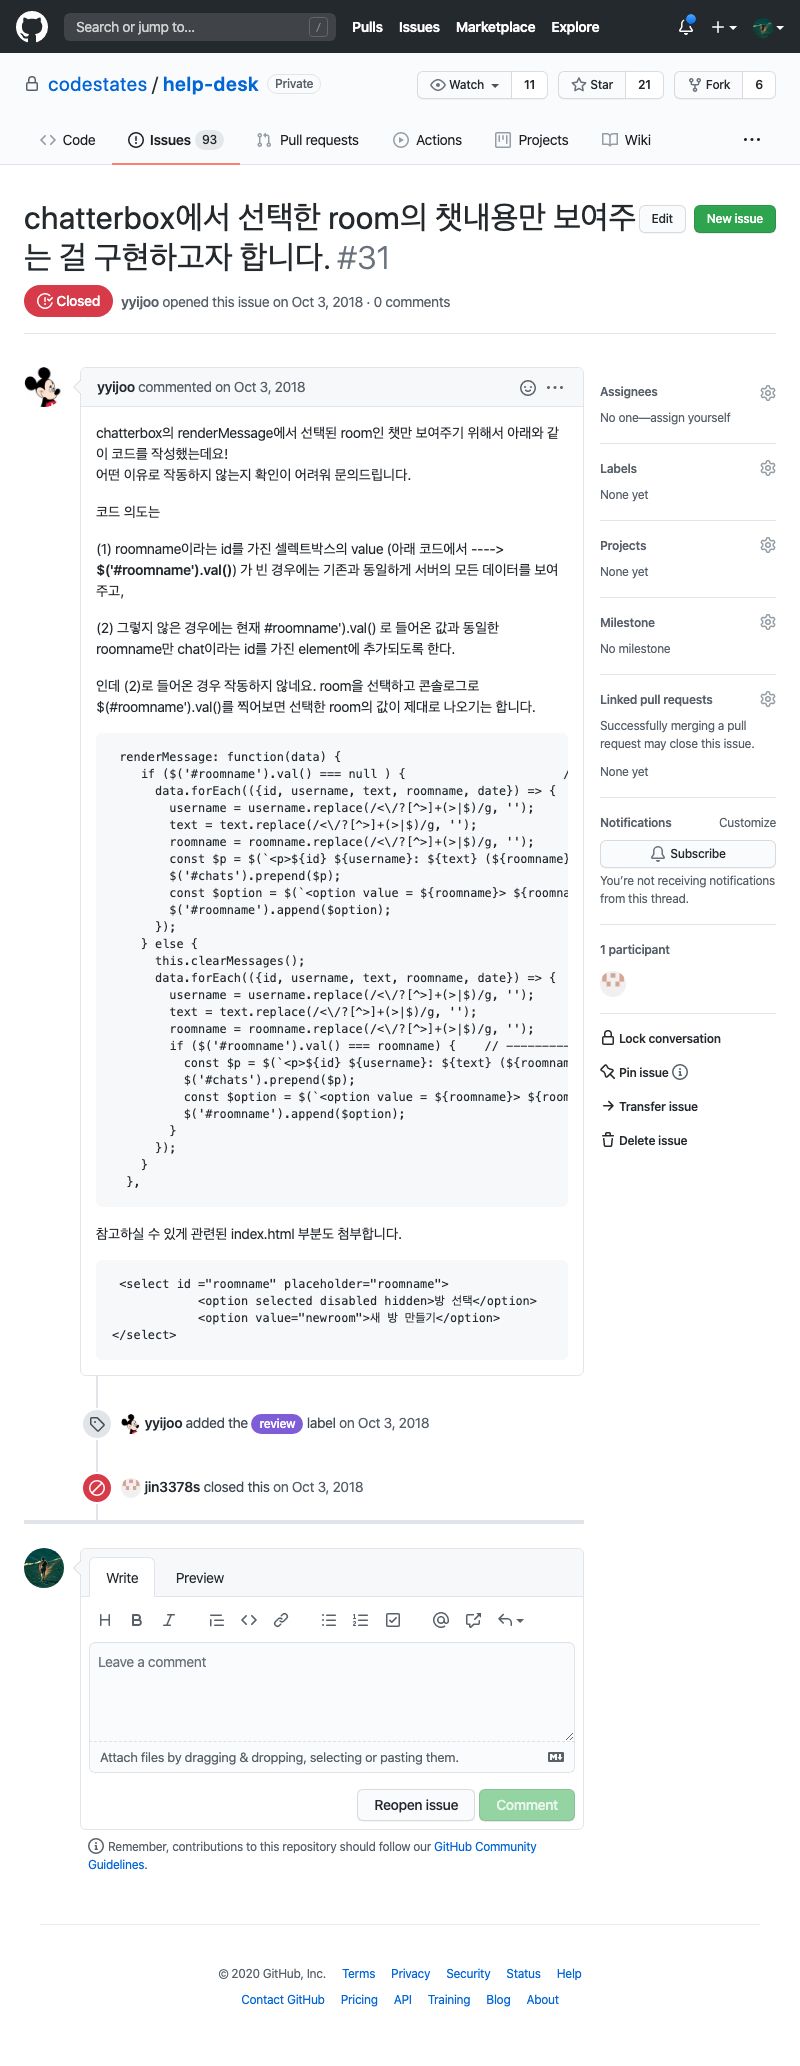 Search or jump to...
/
Pulls Issues Marketplace Explore
codestates / help-desk Private
Watch 11
Star 21
Fork 6
Code
Issues 93
Pull requests
Actions
Projects
Wiki
chatterbox에서 선택한 room의 챗내용만 보여주
는 걸 구현하고자 합니다. #31
Edit
New issue
Closed
yyijoo opened this issue on Oct 3, 2018 · 0 comments
yyijoo commented on Oct 3, 2018
chatterbox의 renderMessage에서 선택된 room인 챗만 보여주기 위해서 아래와 같
이 코드를 작성했는데요!
어떤 이유로 작동하지 않는지 확인이 어려워 문의드립니다.
코드 의도는
(1) roomname이라는 id를 가진 셀렉트박스의 value (아래 코드에서 ---->
$('#roomname').val()) 가 빈 경우에는 기존과 동일하게 서버의 모든 데이터를 보여
주고,
(2) 그렇지 않은 경우에는 현재 #roomname').val() 로 들어온 값과 동일한
roomname만 chat이라는 id를 가진 element에 추가되도록 한다.
인데 (2)로 들어온 경우 작동하지 않네요. room을 선택하고 콘솔로그로
$(#roomname').val()를 찍어보면 선택한 room의 값이 제대로 나오기는 합니다.
renderMessage: function(data) {
if ($('#roomname').val() === null ) { /
data.forEach(({id, username, text, roomname, date}) => {
username = username.replace(/<\/?[^>]+(>|$)/g, '');
text = text.replace(/<\/?[^>]+(>|$)/g, '');
roomname = roomname.replace(/<\/?[^>]+(>|$)/g, '');
const $p = $(`<p>${id} ${username}: ${text} (${roomname}
$('#chats').prepend($p);
const $option = $(`<option value = ${roomname}> ${roomna
$('#roomname').append($option);
});
} else {
this.clearMessages();
data.forEach(({id, username, text, roomname, date}) => {
username = username.replace(/<\/?[^>]+(>|$)/g, '');
text = text.replace(/<\/?[^>]+(>|$)/g, '');
roomname = roomname.replace(/<\/?[^>]+(>|$)/g, '');
if ($('#roomname').val() === roomname) { // ---------
const $p = $(`<p>${id} ${username}: ${text} (${roomnam
$('#chats').prepend($p);
const $option = $(`<option value = ${roomname}> ${room
$('#roomname').append($option);
}
});
}
},
참고하실 수 있게 관련된 index.html 부분도 첨부합니다.
<select id ="roomname" placeholder="roomname">
<option selected disabled hidden>방 선택</option>
<option value="newroom">새 방 만들기</option>
</select>
yyijoo added the review label on Oct 3, 2018
jin3378s closed this on Oct 3, 2018
Assignees
No one—assign yourself
Labels
None yet
Projects
None yet
Milestone
No milestone
Linked pull requests
Successfully merging a pull
request may close this issue.
None yet
Notifications Customize
Subscribe
You're not receiving notifications
from this thread.
1 participant
Lock conversation
Pin issue
Transfer issue
Delete issue
Write Preview
Leave a comment
Attach files by dragging & dropping, selecting or pasting them.
Reopen issue
Comment
Remember, contributions to this repository should follow our GitHub Community
Guidelines.
© 2020 GitHub, Inc. Terms Privacy Security Status Help
Contact GitHub Pricing API Training Blog About